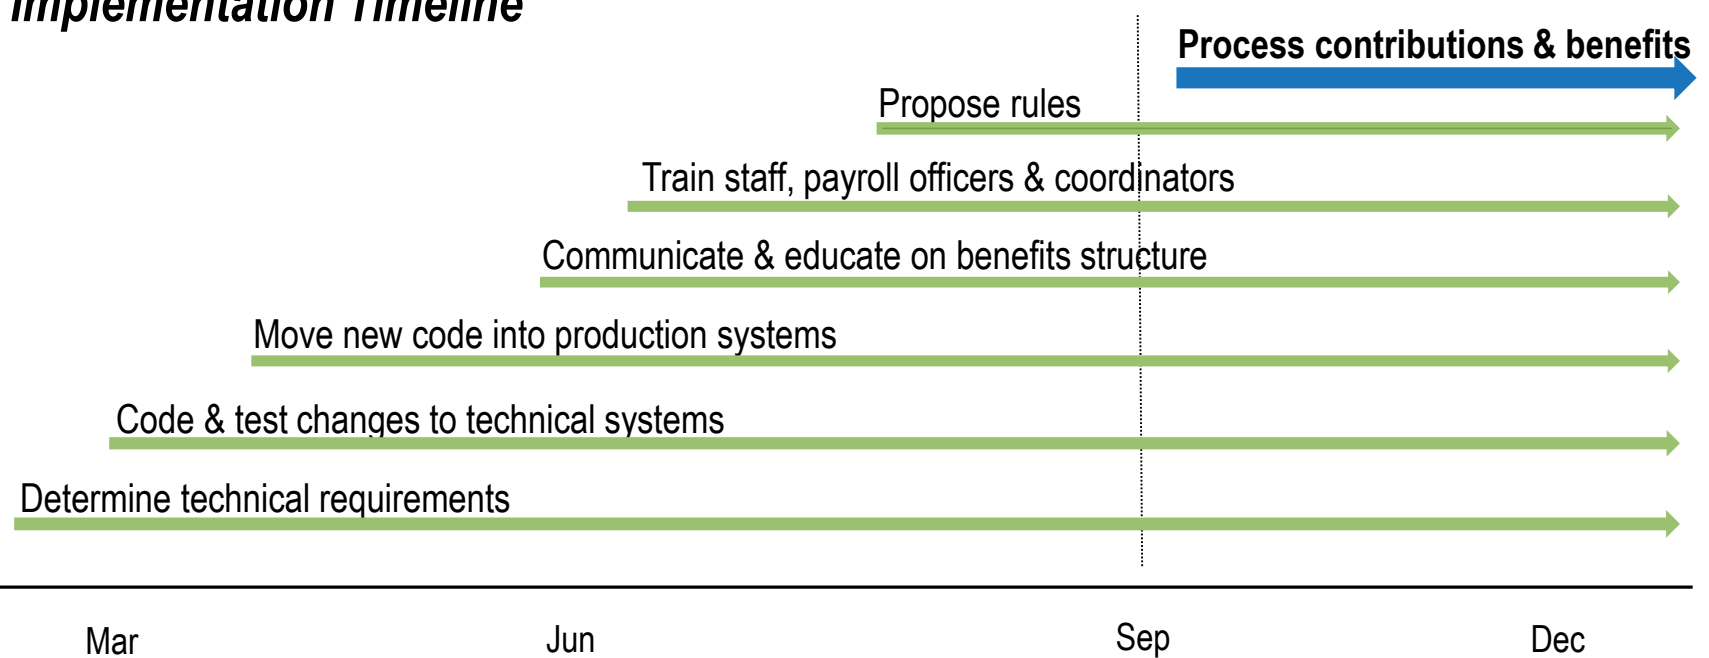 Implementation Timeline
Process contributions & benefits
Propose rules
Train staff, payroll officers & coordinators
Communicate & educate on benefits structure
Move new code into production systems
Code & test changes to technical systems
Determine technical requirements
Mar Jun Sep Dec